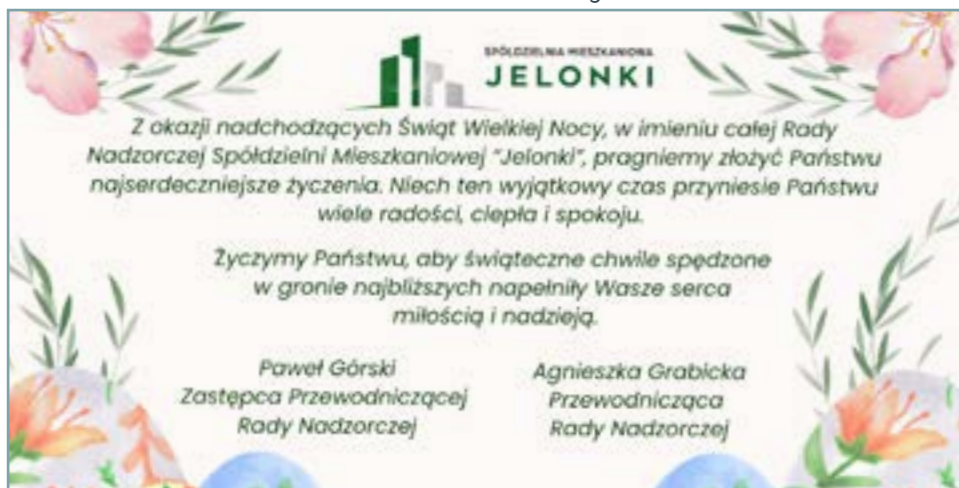 SPÓŁDZIELNIA MIESZKANIOWA
JELONKI
Z okazji nadchodzących Świąt Wielkiej Nocy, w imieniu całej Rady
Nadzorczej Spółdzielni Mieszkaniowej "Jelonki", pragniemy złożyć Państwu
najserdeczniejsze życzenia. Niech ten wyjątkowy czas przyniesie Państwu
wiele radości, ciepła i spokoju.
Życzymy Państwu, aby świąteczne chwile spędzone
w gronie najbliższych napełniły Wasze serca
miłością i nadzieją.
Paweł Górski
Zastępca Przewodniczącej
Rady Nadzorczej
Agnieszka Grabicka
Przewodnicząca
Rady Nadzorczej